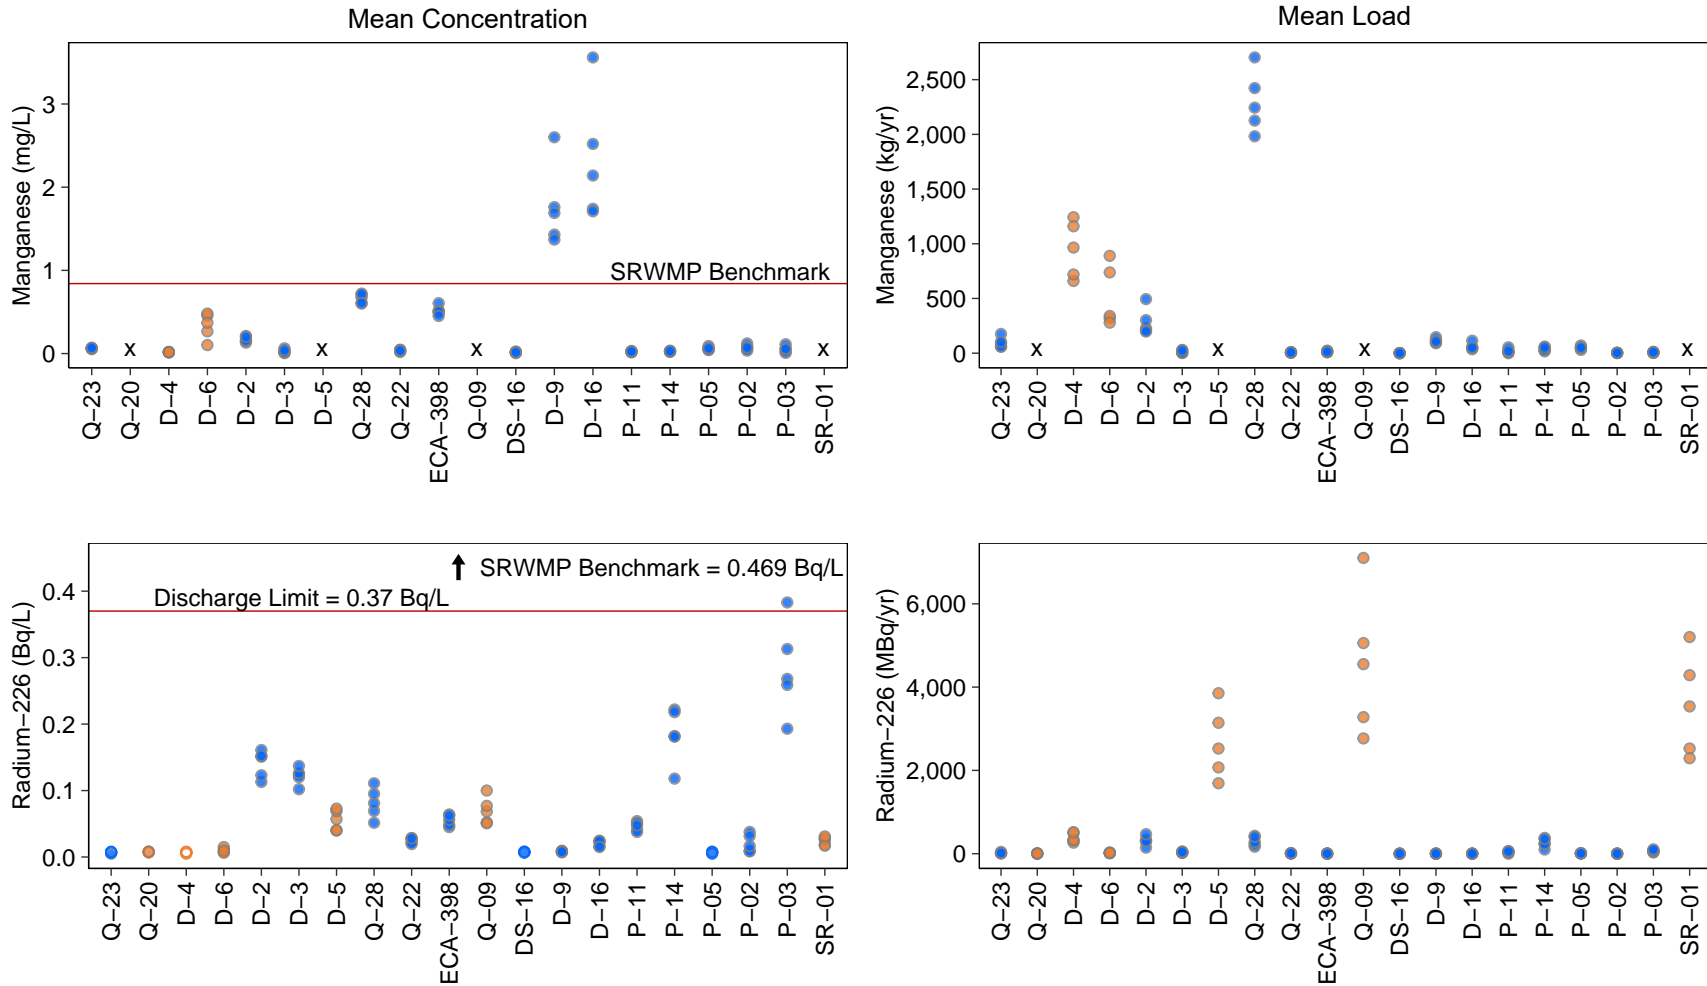 Mean Concentration
Mean Load
Manganese (mg/L)
3
2
1
0
SRWMP Benchmark
x x x x
Q−23 Q−20 D−4 D−6 D−2 D−3 D−5 Q−28 Q−22 ECA−398 Q−09 DS−16 D−9 D−16 P−11 P−14 P−05 P−02 P−03 SR−01
Manganese (kg/yr)
2,500
2,000
1,500
1,000
500
0
x x x x
Q−23 Q−20 D−4 D−6 D−2 D−3 D−5 Q−28 Q−22 ECA−398 Q−09 DS−16 D−9 D−16 P−11 P−14 P−05 P−02 P−03 SR−01
Radium−226 (Bq/L)
0.4
0.3
0.2
0.1
0.0
SRWMP Benchmark = 0.469 Bq/L
Discharge Limit = 0.37 Bq/L
Q−23 Q−20 D−4 D−6 D−2 D−3 D−5 Q−28 Q−22 ECA−398 Q−09 DS−16 D−9 D−16 P−11 P−14 P−05 P−02 P−03 SR−01
Radium−226 (MBq/yr)
6,000
4,000
2,000
0
Q−23 Q−20 D−4 D−6 D−2 D−3 D−5 Q−28 Q−22 ECA−398 Q−09 DS−16 D−9 D−16 P−11 P−14 P−05 P−02 P−03 SR−01